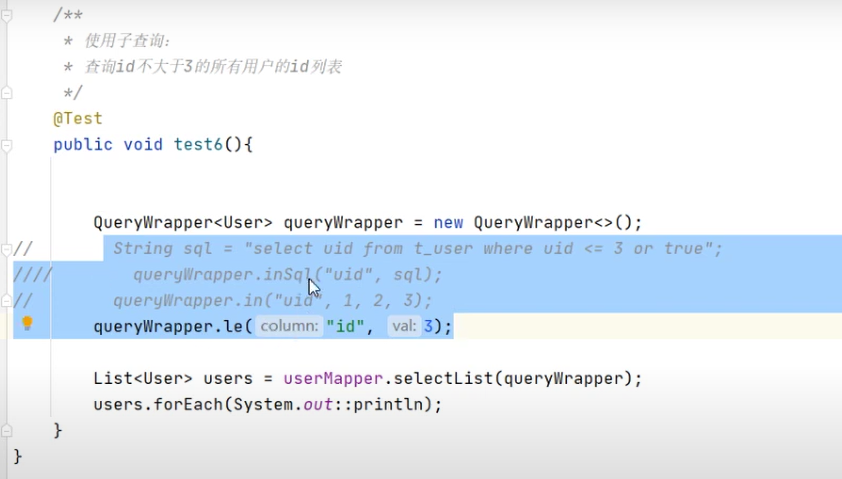 /**
* 使用子查询：
* 查询id不大于3的所有用户的id列表
*/
@Test
public void test6(){
QueryWrapper<User> queryWrapper = new QueryWrapper<>();
// String sql = "select uid from t_user where uid <= 3 or true";
//// queryWrapper.inSql("uid", sql);
// queryWrapper.in("uid", 1, 2, 3);
queryWrapper.le( column: "id", val: 3);
List<User> users = userMapper.selectList(queryWrapper);
users.forEach(System.out::println);
}
}